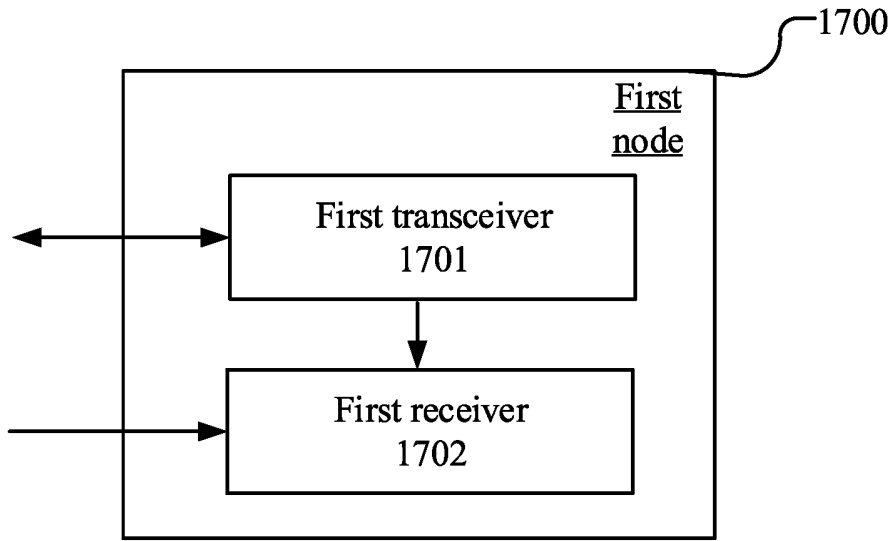 1700
First
node
First transceiver
1701
First receiver
1702